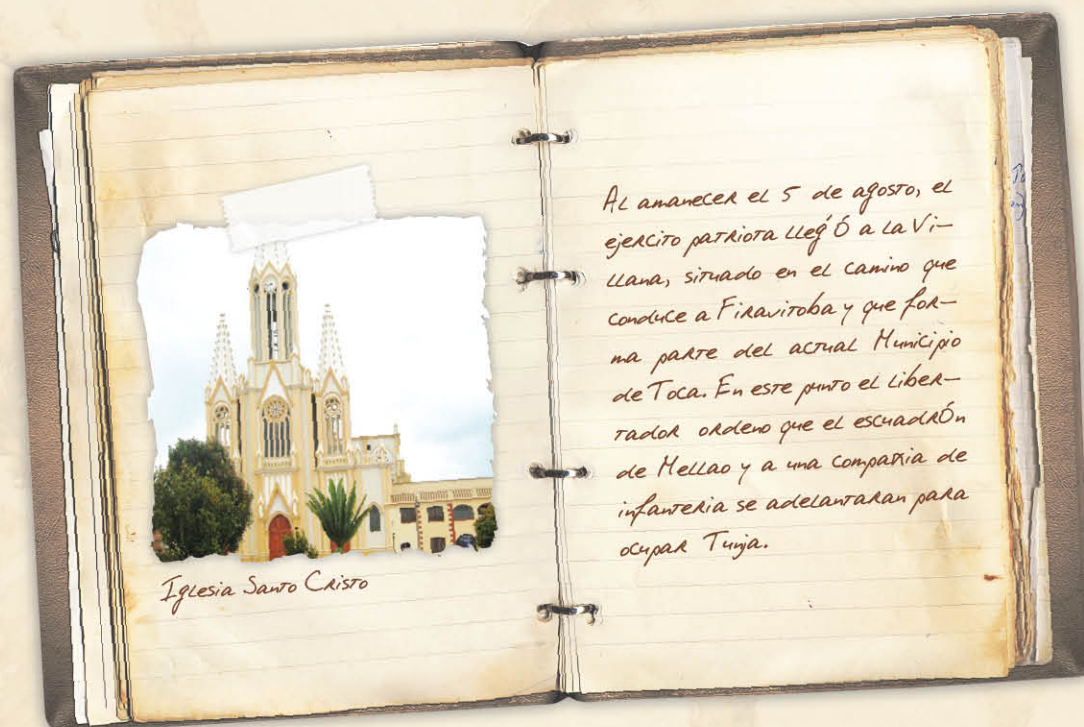 Iglesia Santo Cristo
Al amanecer el 5 de agosto, el
ejercito patriota llegÓ a la Vi-
llana, situado en el camino que
conduce a Firavitoba y que for-
ma parte del actual Municipio
de Toca. En este punto el liber-
tador ordeno que el escuadrÓn
de Mellao y a una compañia de
infanteria se adelantaran para
ocupar Tunja.